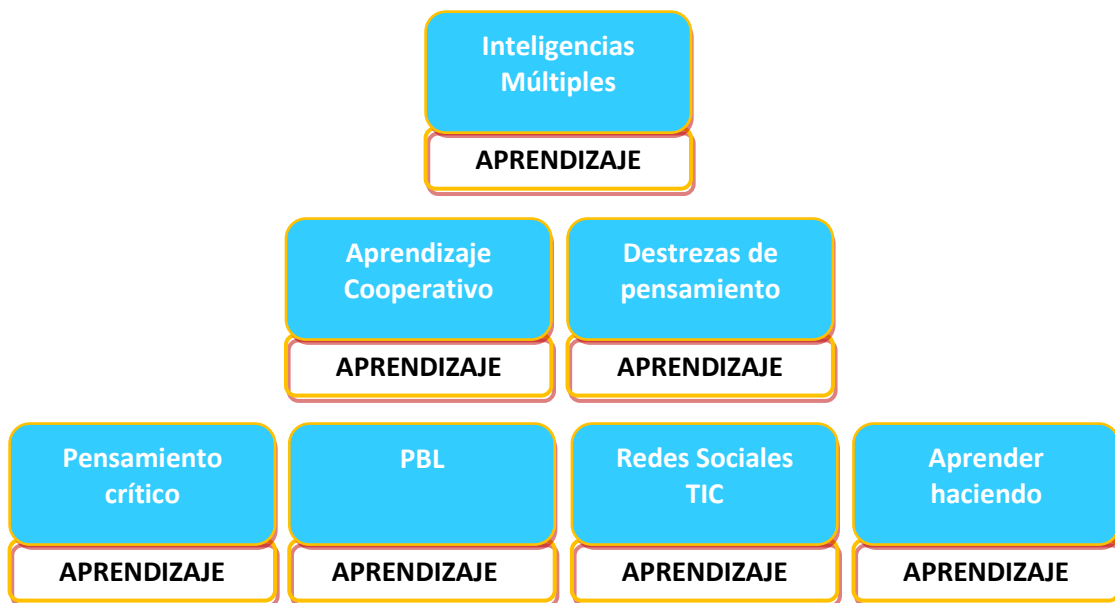 Inteligencias
Múltiples
APRENDIZAJE
Aprendizaje
Cooperativo
APRENDIZAJE
Destrezas de
pensamiento
APRENDIZAJE
Pensamiento
crítico
APRENDIZAJE
PBL
APRENDIZAJE
Redes Sociales
TIC
APRENDIZAJE
Aprender
haciendo
APRENDIZAJE